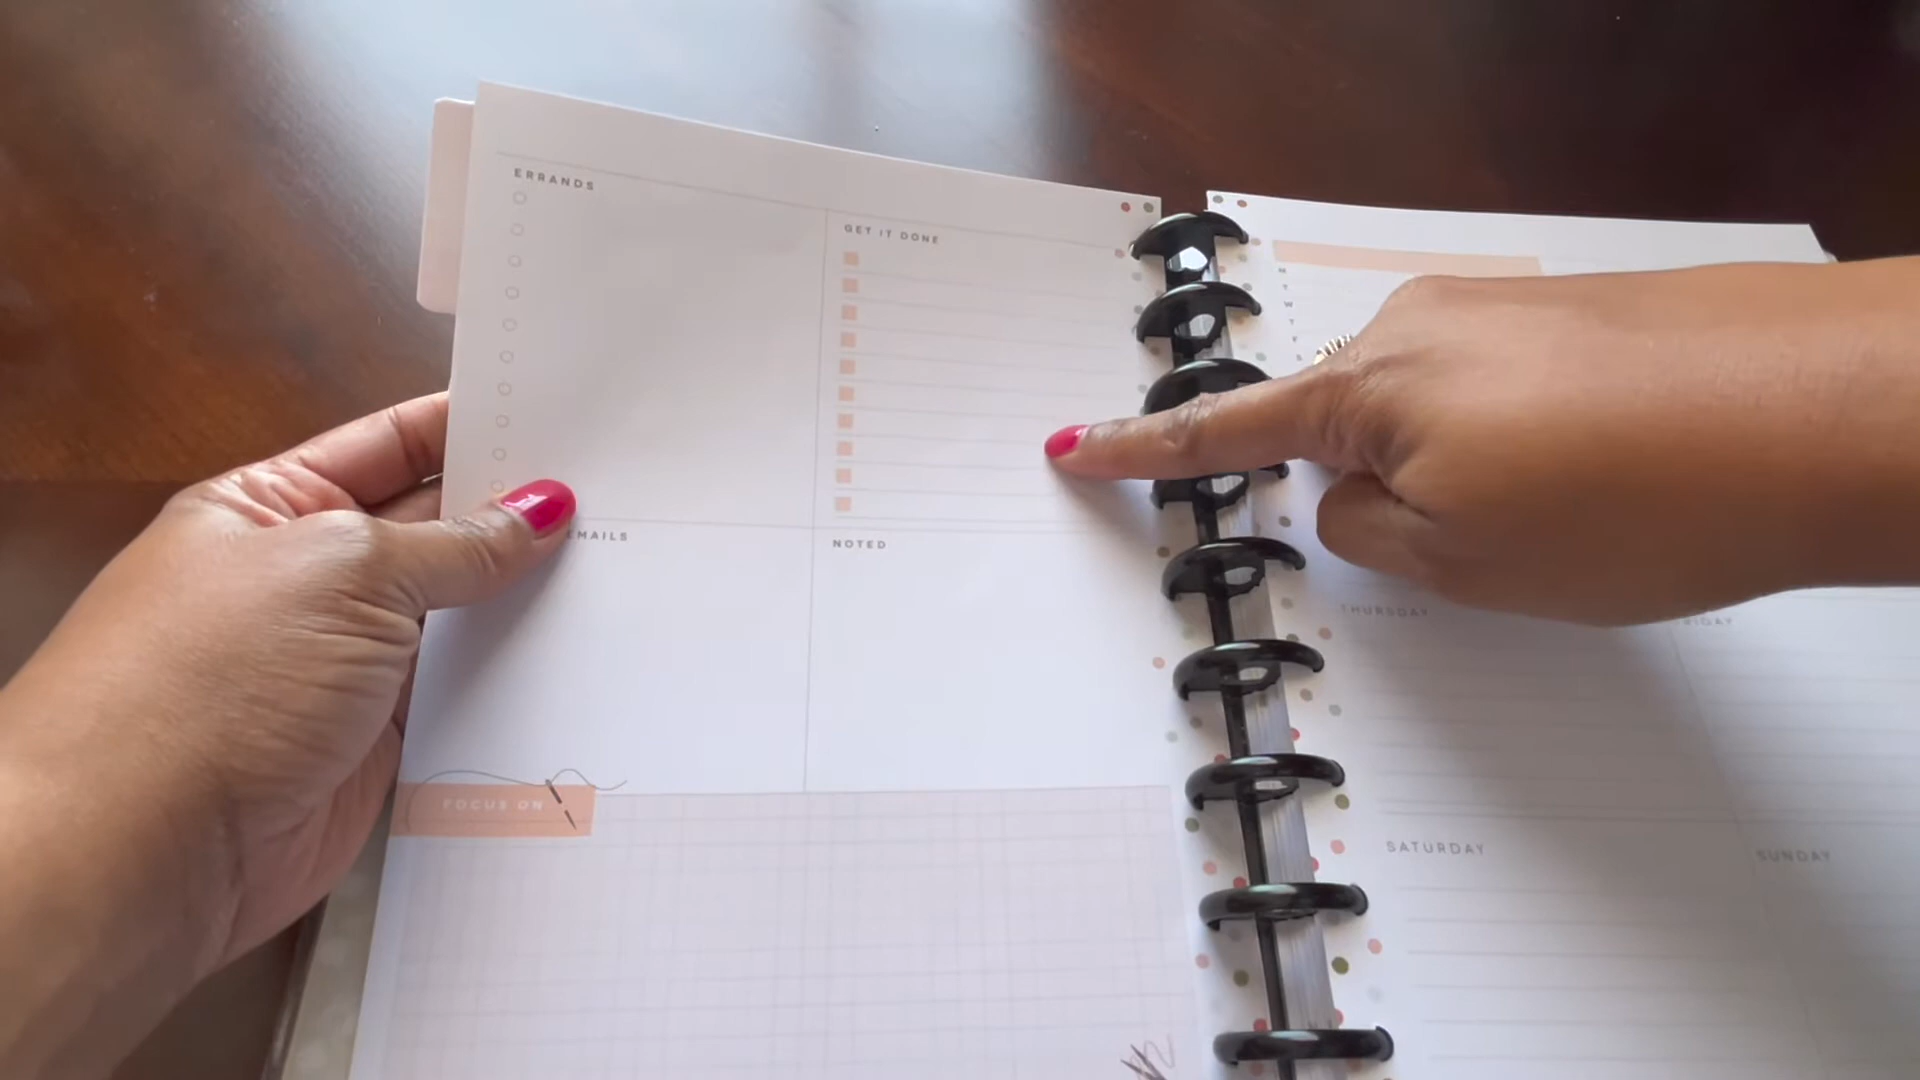 ERRANDS
GET IT DONE
EMAILS
NOTED
FOCUS ON
M
T
W
T
F
S
THURSDAY
SATURDAY
SUNDAY